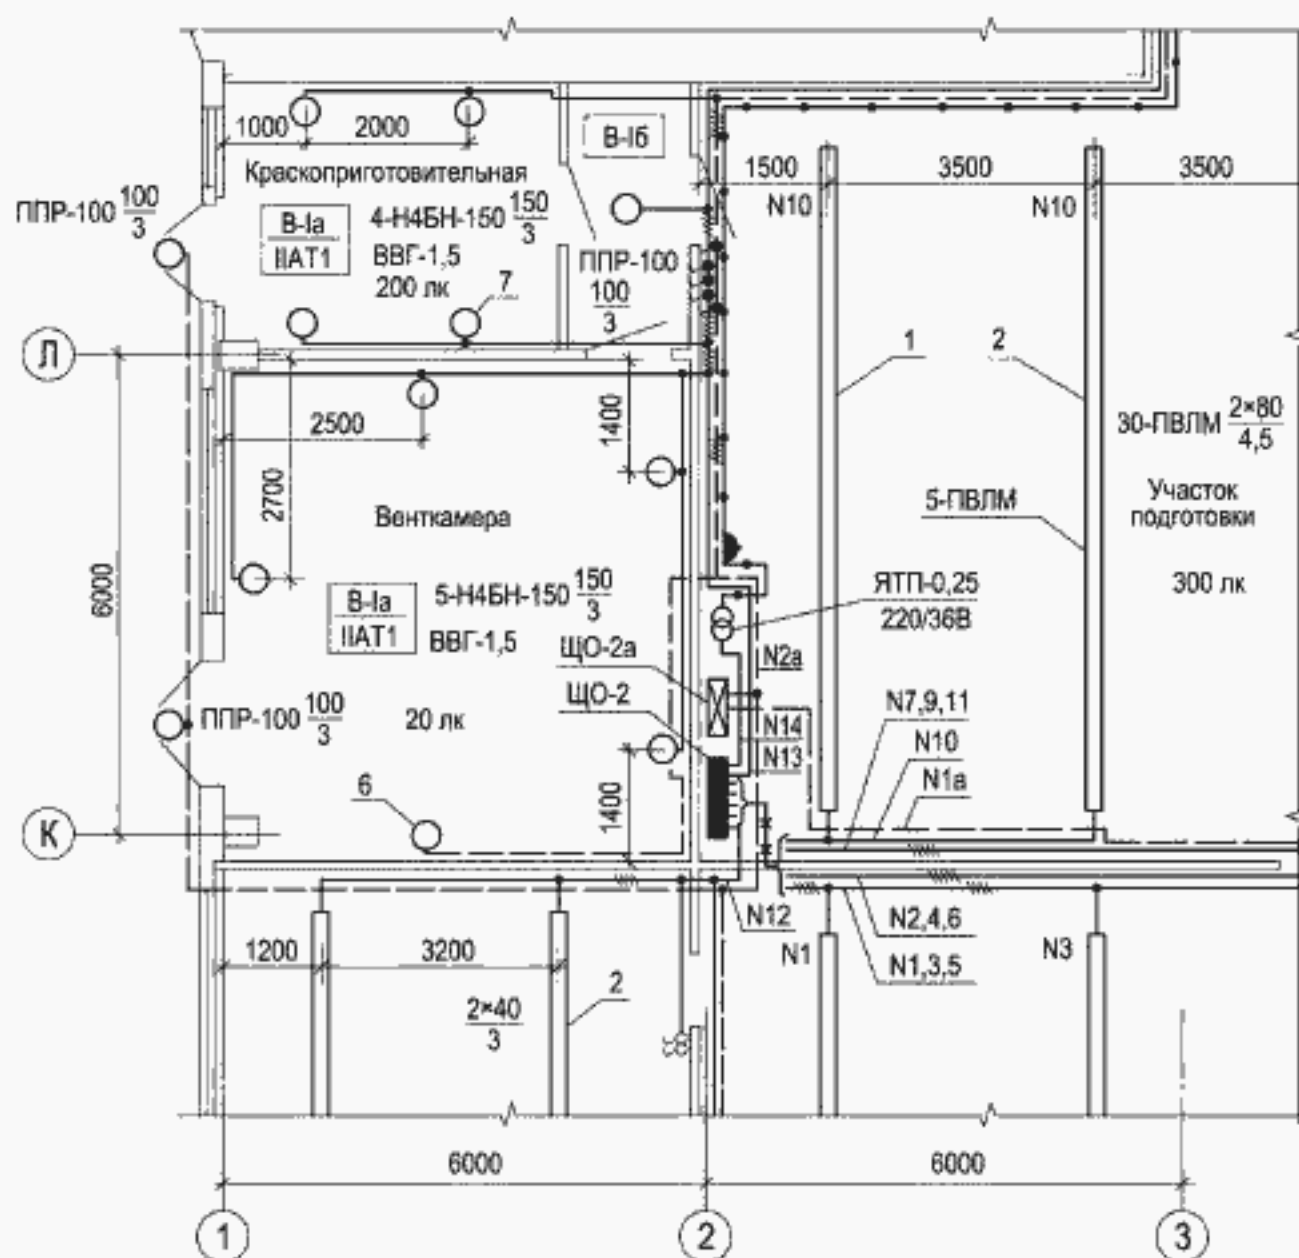 В-Iб
1000
2000
1500
3500
3500
Краскоприготовительная
N10
N10
ППР-100 100/3
В-Iа
IIАТ1
4-Н4БН-150 150/3
ВВГ-1,5
200 лк
ППР-100
100/3
7
Л
1
2
30-ПВЛМ 2×80/4,5
2500
1400
2700
5-ПВЛМ
Участок
подготовки
Венткамера
6000
В-Iа
IIАТ1
5-Н4БН-150 150/3
ВВГ-1,5
ЯТП-0,25
220/36В
300 лк
ЩО-2а
N2а
ЩО-2
N7,9,11
ППР-100 100/3
20 лк
N14
N10
N13
N1а
6
1400
К
N12
N2,4,6
1200
3200
N1
N1,3,5
N3
2×40/3
2
6000
6000
1
2
3